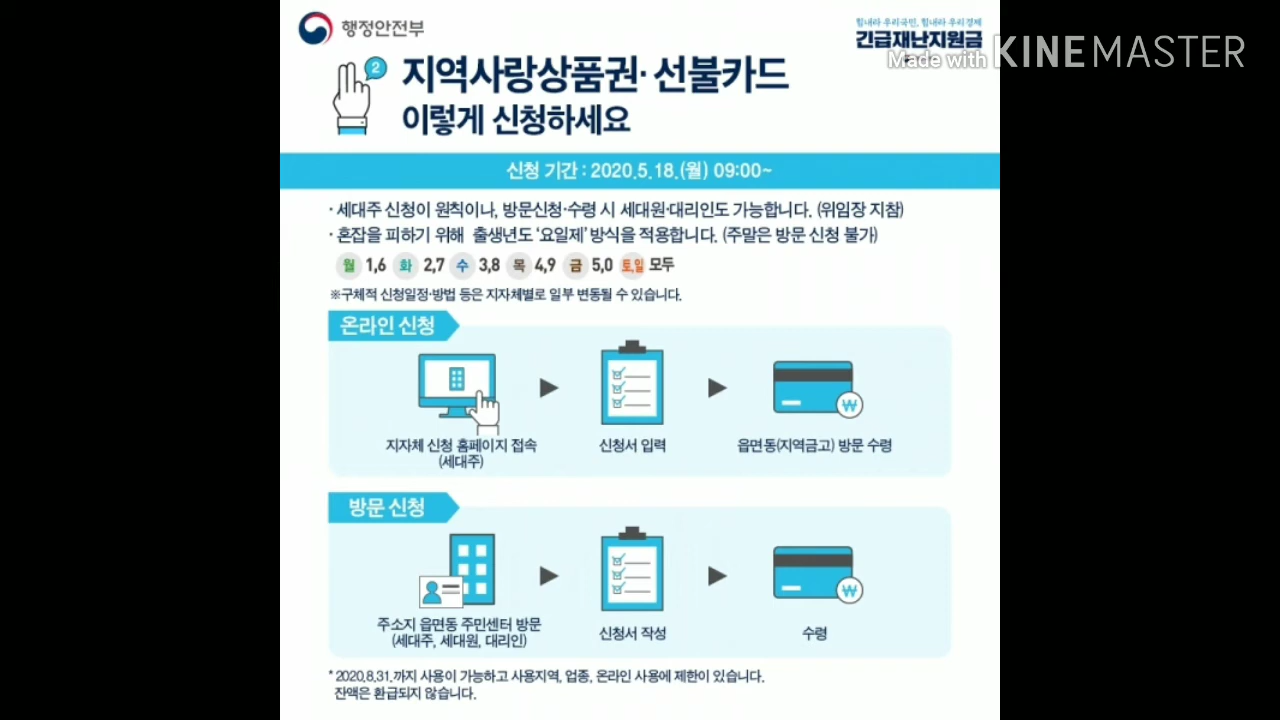 행정안전부
힘내라 우리국민, 힘내라 우리경제
긴급재난지원금
Made with KINEMASTER
2
지역사랑상품권·선불카드
이렇게 신청하세요
신청 기간 : 2020.5.18.(월) 09:00~
· 세대주 신청이 원칙이나, 방문신청·수령 시 세대원·대리인도 가능합니다. (위임장 지참)
· 혼잡을 피하기 위해 출생년도 '요일제' 방식을 적용합니다. (주말은 방문 신청 불가)
월 1,6 화 2,7 수 3,8 목 4,9 금 5,0 토,일 모두
※구체적 신청일정·방법 등은 지자체별로 일부 변동될 수 있습니다.
온라인 신청
₩
지자체 신청 홈페이지 접속
(세대주)
신청서 입력
읍면동(지역금고) 방문 수령
방문 신청
₩
주소지 읍면동 주민센터 방문
(세대주, 세대원, 대리인)
신청서 작성
수령
* 2020.8.31.까지 사용이 가능하고 사용지역, 업종, 온라인 사용에 제한이 있습니다.
잔액은 환급되지 않습니다.